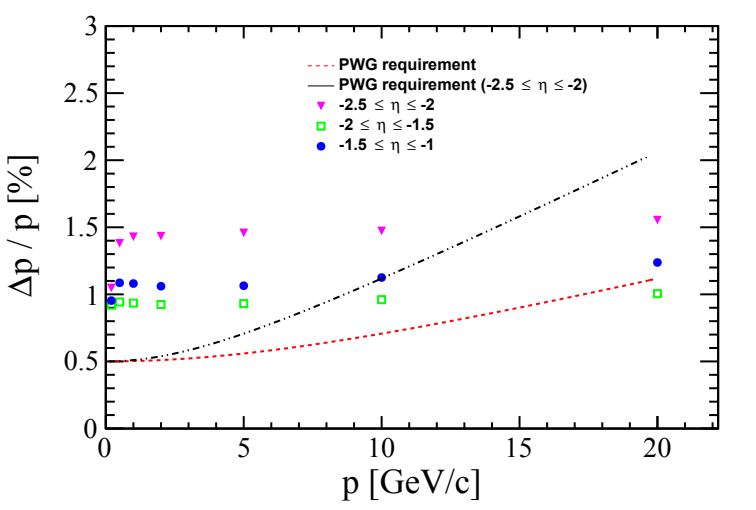 3
2.5
2
1.5
1
0.5
0
Δp / p [%]
PWG requirement
PWG requirement (-2.5 ≤ η ≤ -2)
-2.5 ≤ η ≤ -2
-2 ≤ η ≤ -1.5
-1.5 ≤ η ≤ -1
0 5 10 15 20
p [GeV/c]